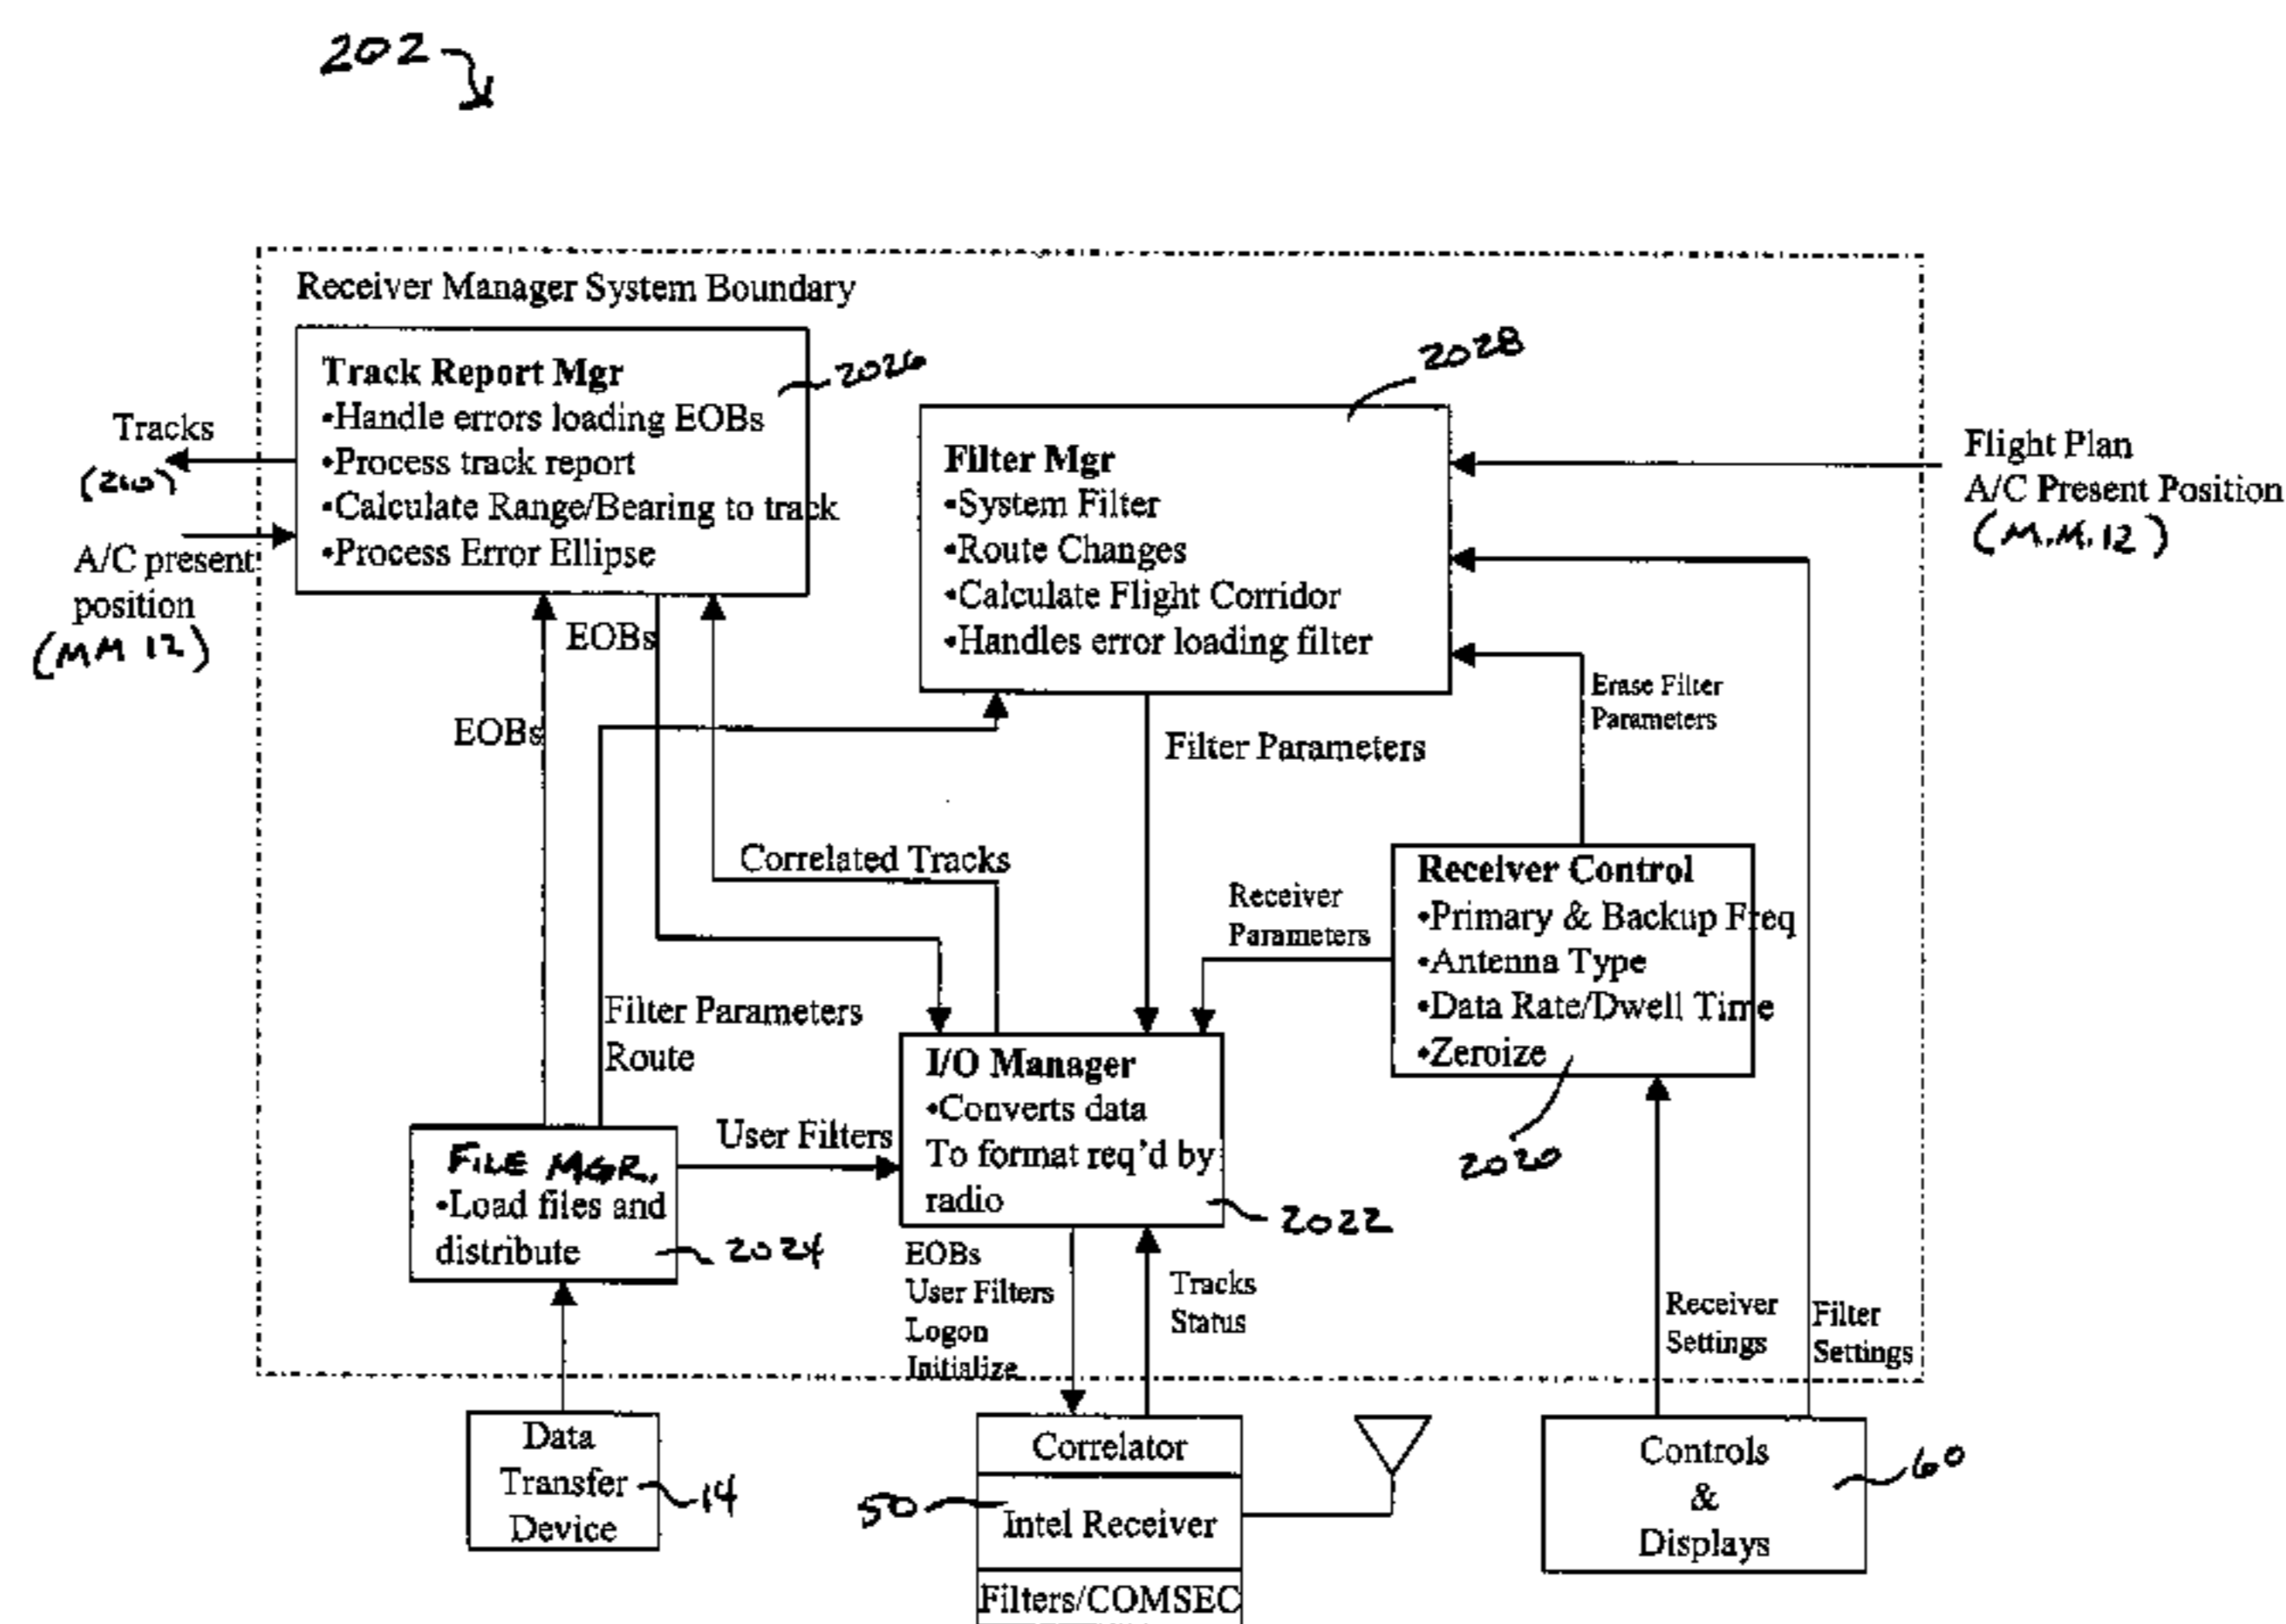 202
Receiver Manager System Boundary
Track Report Mgr
•Handle errors loading EOBs
•Process track report
•Calculate Range/Bearing to track
•Process Error Ellipse
2026
Tracks
(210)
A/C present
position
(MM 12)
Filter Mgr
•System Filter
•Route Changes
•Calculate Flight Corridor
•Handles error loading filter
2028
Flight Plan
A/C Present Position
(M.M. 12)
EOBs
EOBs
Erase Filter
Parameters
Filter Parameters
Correlated Tracks
Receiver
Parameters
Receiver Control
•Primary & Backup Freq
•Antenna Type
•Data Rate/Dwell Time
•Zeroize
2020
Filter Parameters
Route
User Filters
I/O Manager
•Converts data
To format req'd by
radio
2022
FILE MGR.
•Load files and
distribute
2024
EOBs
User Filters
Logon
Initialize
Tracks
Status
Receiver
Settings
Filter
Settings
Data
Transfer
Device
14
Correlator
Intel Receiver
Filters/COMSEC
50
Controls
&
Displays
60